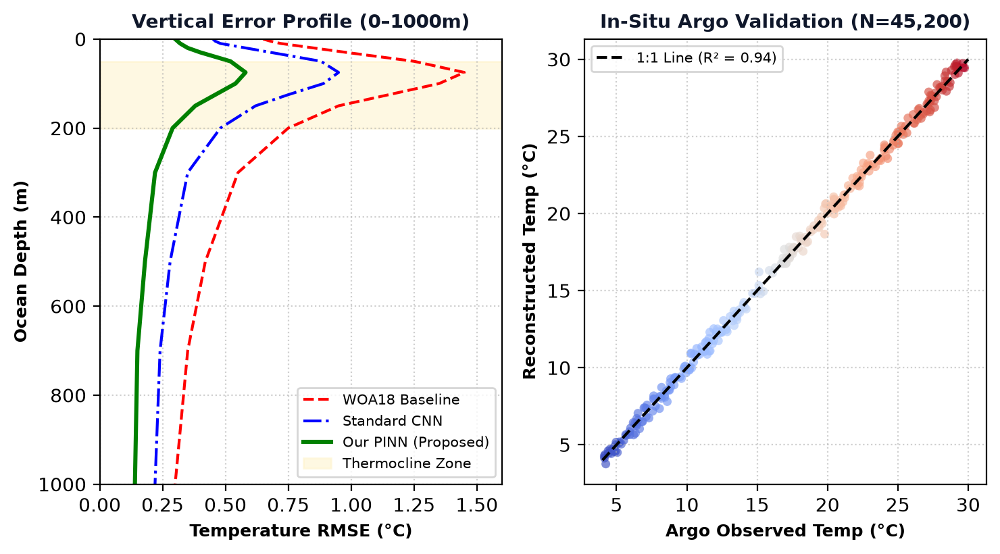 Vertical Error Profile (0–1000m)
0
200
400
600
800
1000
Ocean Depth (m)
0.00 0.25 0.50 0.75 1.00 1.25 1.50
Temperature RMSE (°C)
WOA18 Baseline
Standard CNN
Our PINN (Proposed)
Thermocline Zone
In-Situ Argo Validation (N=45,200)
1:1 Line (R² = 0.94)
30
25
20
15
10
5
Reconstructed Temp (°C)
5 10 15 20 25 30
Argo Observed Temp (°C)